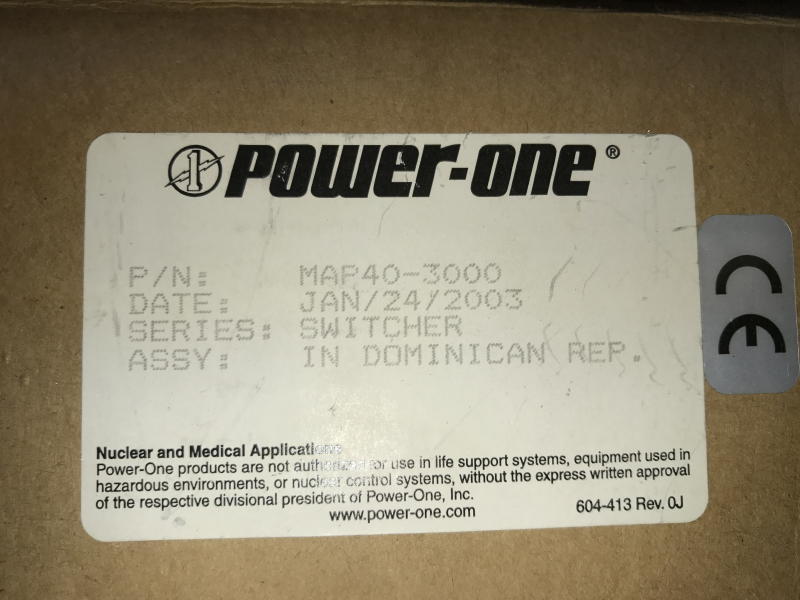 1 POWER-ONE®
P/N: MAP40-3000
DATE: JAN/24/2003
SERIES: SWITCHER
ASSY: IN DOMINICAN REP.
Nuclear and Medical Applications
Power-One products are not authorized for use in life support systems, equipment used in
hazardous environments, or nuclear control systems, without the express written approval
of the respective divisional president of Power-One, Inc.
www.power-one.com
604-413 Rev. 0J
CE